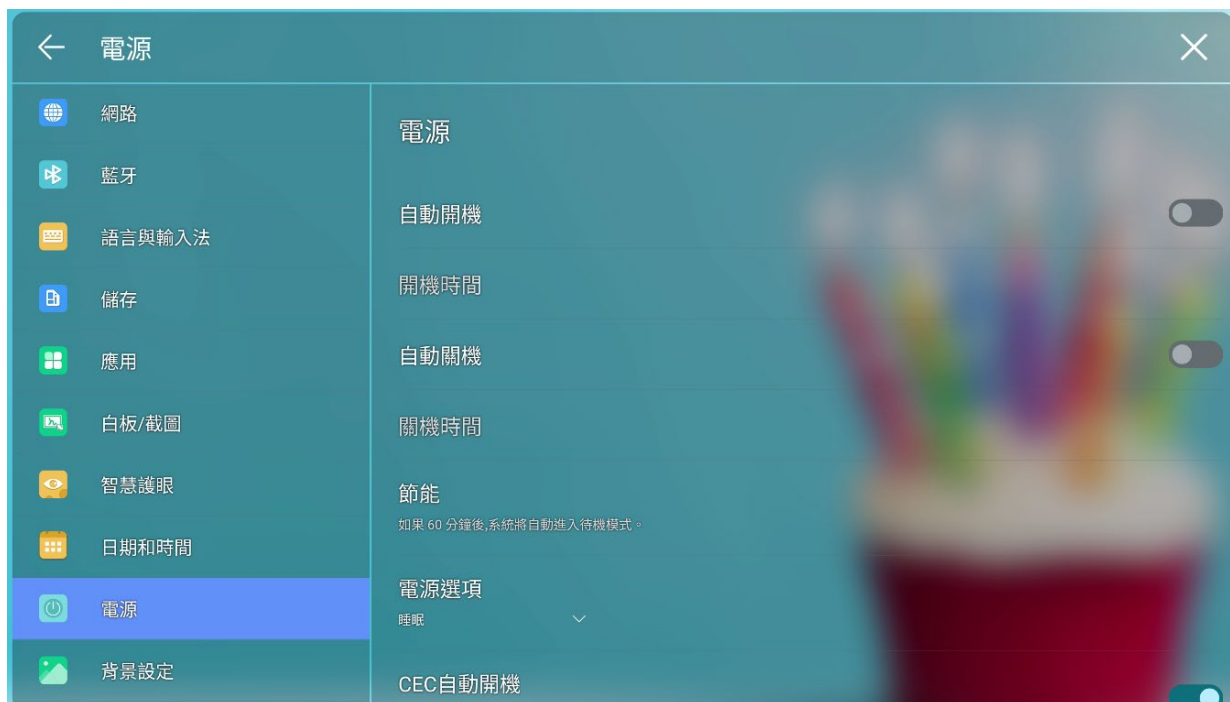 電源
網路
藍牙
語言與輸入法
儲存
應用
白板/截圖
智慧護眼
日期和時間
電源
背景設定
電源
自動開機
開機時間
自動關機
關機時間
節能
如果 60 分鐘後,系統將自動進入待機模式。
電源選項
睡眠
CEC自動開機